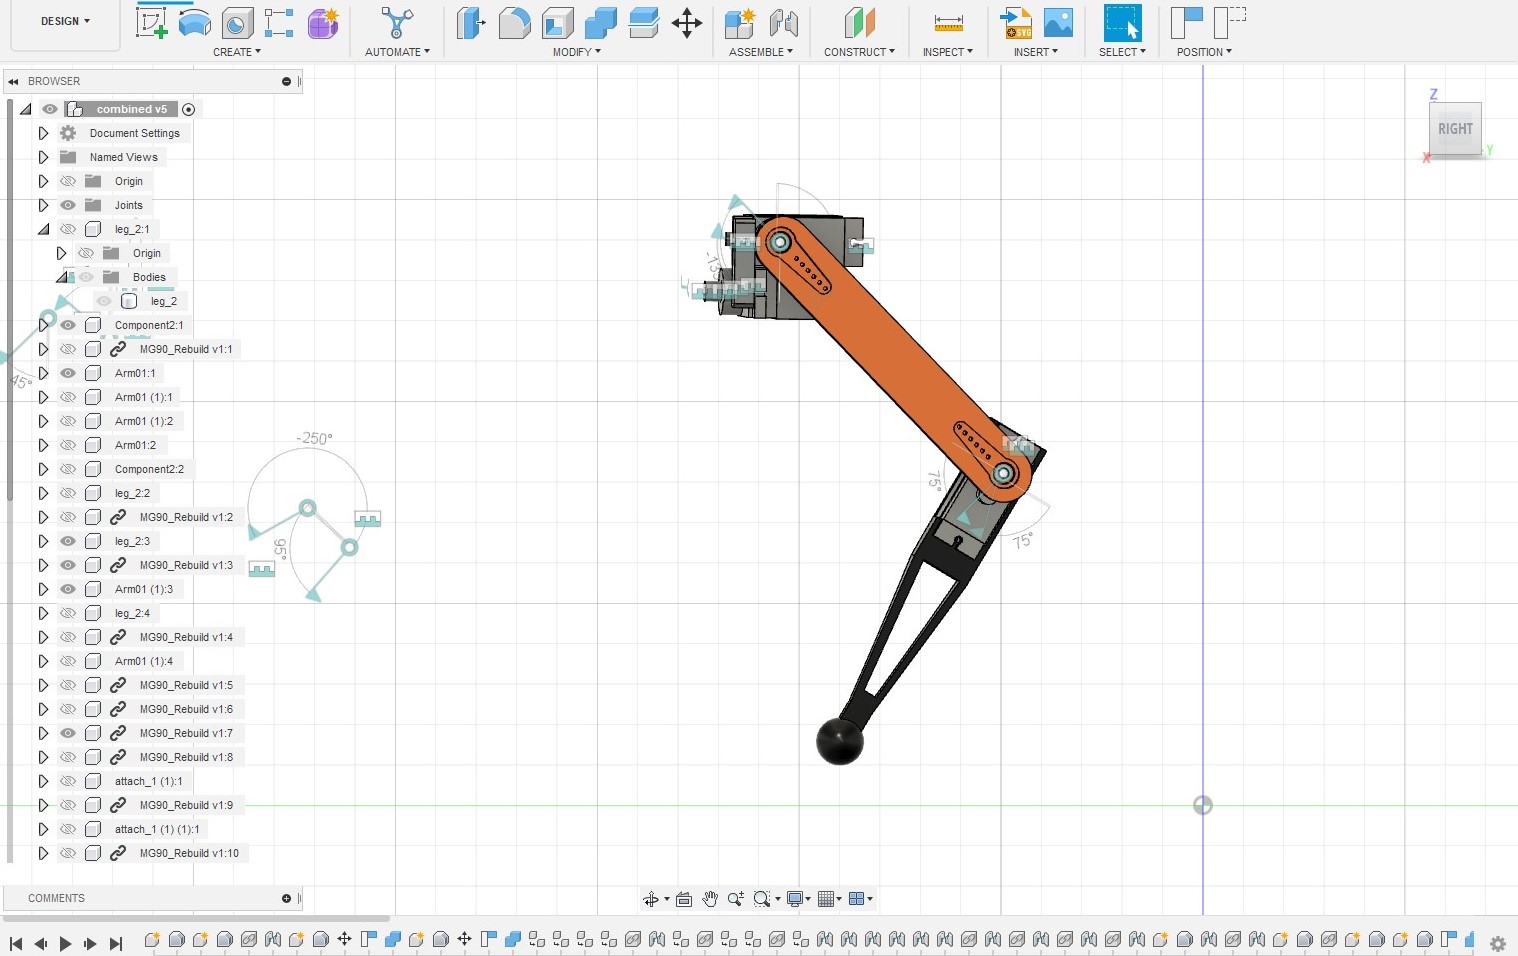 DESIGN
CREATE
AUTOMATE
MODIFY
ASSEMBLE
CONSTRUCT
INSPECT
INSERT
SELECT
POSITION
SVG
BROWSER
combined v5
Document Settings
Named Views
Origin
Joints
leg_2:1
Origin
Bodies
leg_2
Component2:1
MG90_Rebuild v1:1
Arm01:1
Arm01 (1):1
Arm01 (1):2
Arm01:2
Component2:2
leg_2:2
MG90_Rebuild v1:2
leg_2:3
MG90_Rebuild v1:3
Arm01 (1):3
leg_2:4
MG90_Rebuild v1:4
Arm01 (1):4
MG90_Rebuild v1:5
MG90_Rebuild v1:6
MG90_Rebuild v1:7
MG90_Rebuild v1:8
attach_1 (1):1
MG90_Rebuild v1:9
attach_1 (1) (1):1
MG90_Rebuild v1:10
45°
-250°
95°
75°
75°
Z
RIGHT
X
Y
COMMENTS